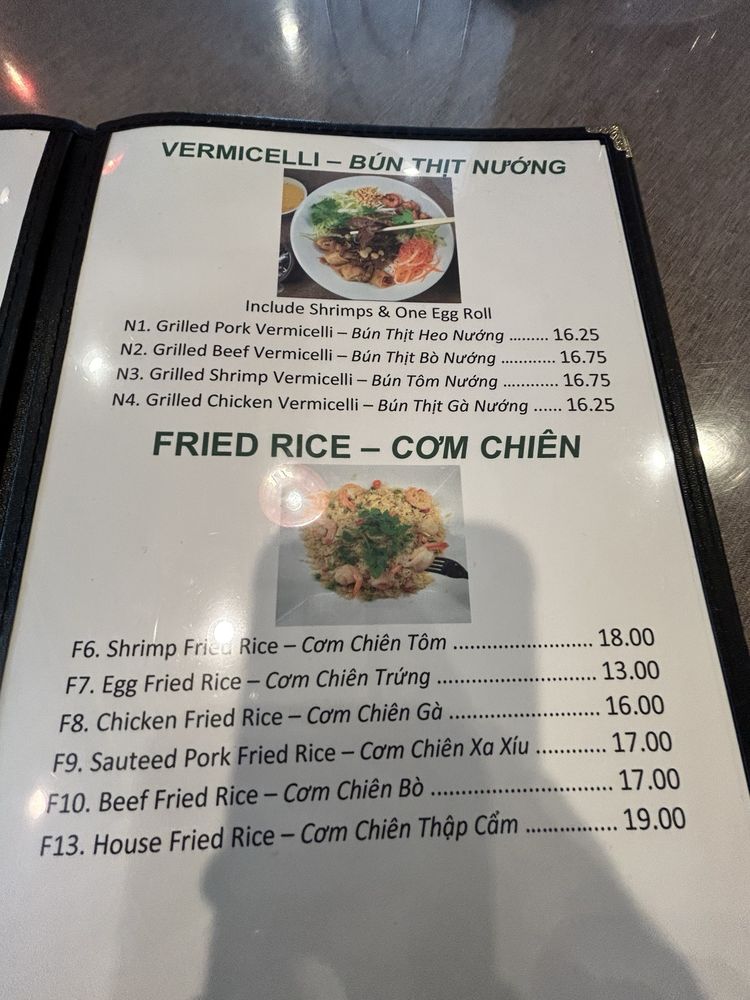 VERMICELLI – BÚN THỊT NƯỚNG
Include Shrimps & One Egg Roll
N1. Grilled Pork Vermicelli – Bún Thịt Heo Nướng ......... 16.25
N2. Grilled Beef Vermicelli – Bún Thịt Bò Nướng ............ 16.75
N3. Grilled Shrimp Vermicelli – Bún Tôm Nướng ............ 16.75
N4. Grilled Chicken Vermicelli – Bún Thịt Gà Nướng ...... 16.25
FRIED RICE – CƠM CHIÊN
F6. Shrimp Fried Rice – Cơm Chiên Tôm ......................... 18.00
F7. Egg Fried Rice – Cơm Chiên Trứng ............................ 13.00
F8. Chicken Fried Rice – Cơm Chiên Gà ........................... 16.00
F9. Sauteed Pork Fried Rice – Cơm Chiên Xa Xíu ............ 17.00
F10. Beef Fried Rice – Cơm Chiên Bò ................................ 17.00
F13. House Fried Rice – Cơm Chiên Thập Cẩm ................ 19.00